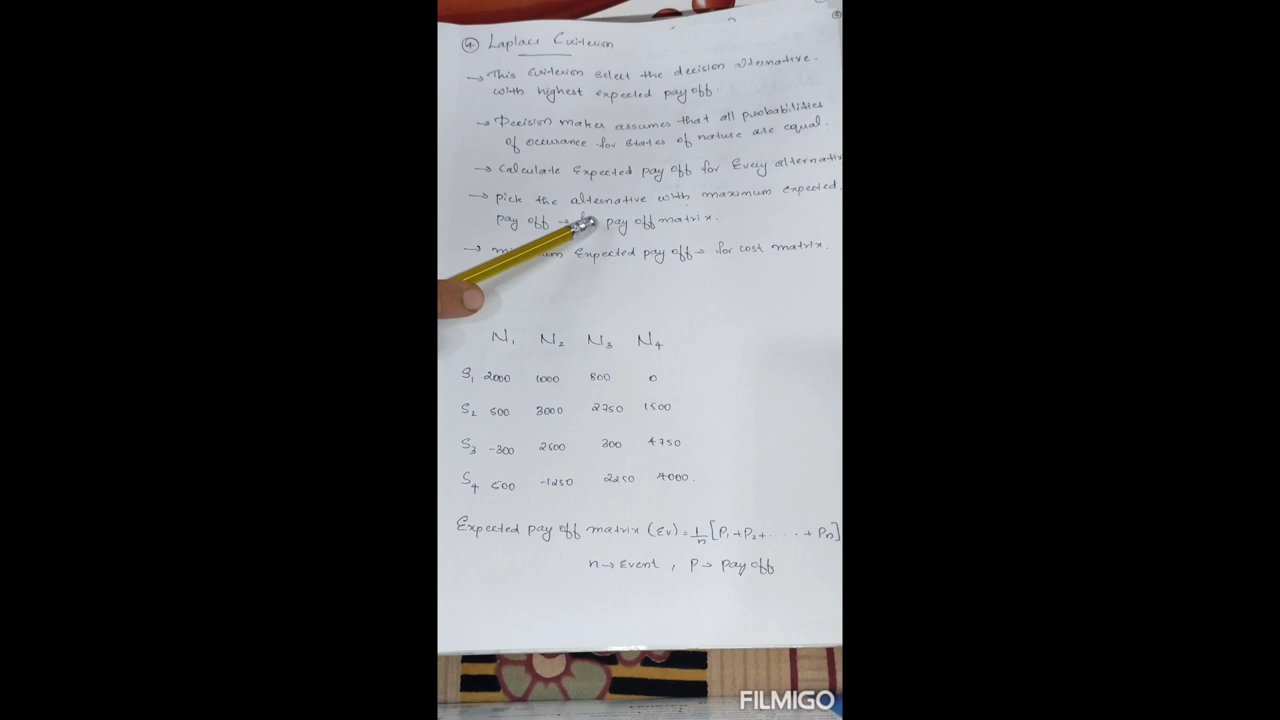 ④ Laplace Criterion
→ This Criterion select the decision alternative.
with highest expected pay off.
→ Decision maker assumes that all probabilities
of occurance for states of nature are equal.
→ Calculate Expected pay off for Every alternativ
→ Pick the alternative with maximum expected.
pay off → pay off matrix.
→ Expected pay off → for cost matrix.
N1 N2 N3 N4
S1 2000 1000 800 0
S2 500 3000 2750 1500
S3 -300 300 4750
S4 -1250 2250 4000.
Expected pay off matrix (EV) = 1/n [P1 + P2 + ..... + Pn]
n → Event , P → Pay off
FILMIGO